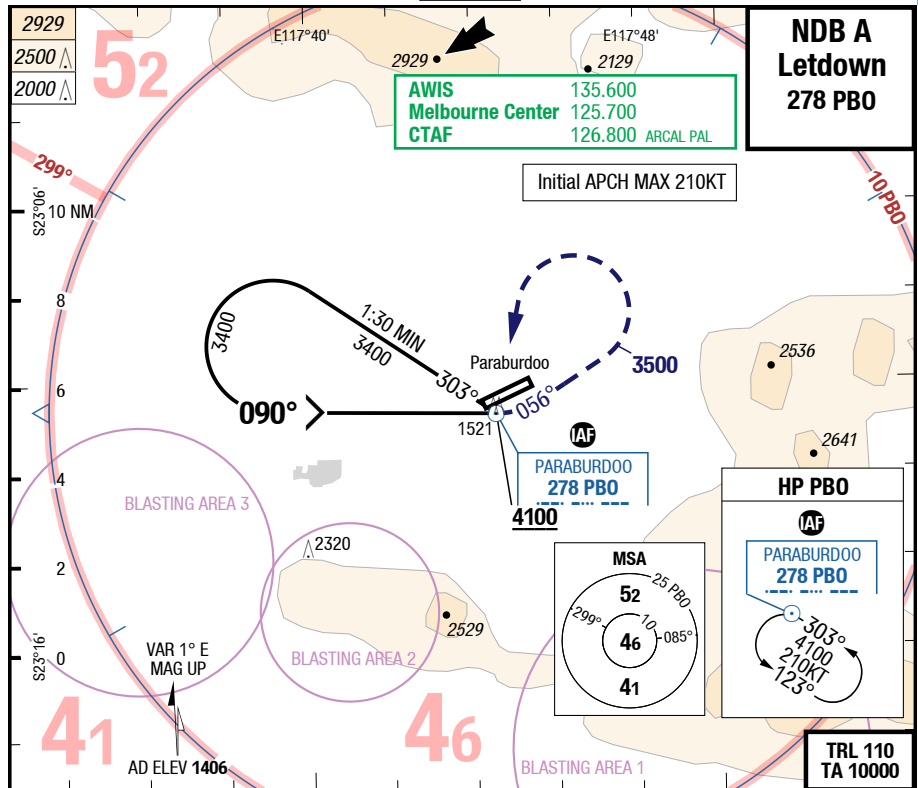 2929
2500
2000
52
E117°40'
E117°48'
2929
2129
NDB A
Letdown
278 PBO
AWIS 135.600
Melbourne Center 125.700
CTAF 126.800 ARCAL PAL
Initial APCH MAX 210KT
299°
10 PBO
S23°06'
10 NM
8
6
4
2
0
S23°16'
3400
1:30 MIN
3400
303°
Paraburdoo
056°
3500
090°
1521
2536
2641
IAF
PARABURDOO
278 PBO
4100
BLASTING AREA 3
2320
2529
BLASTING AREA 2
BLASTING AREA 1
VAR 1° E
MAG UP
AD ELEV 1406
41
46
MSA
25 PBO
52
299°
10
085°
46
41
HP PBO
IAF
PARABURDOO
278 PBO
303°
4100
210KT
123°
TRL 110
TA 10000